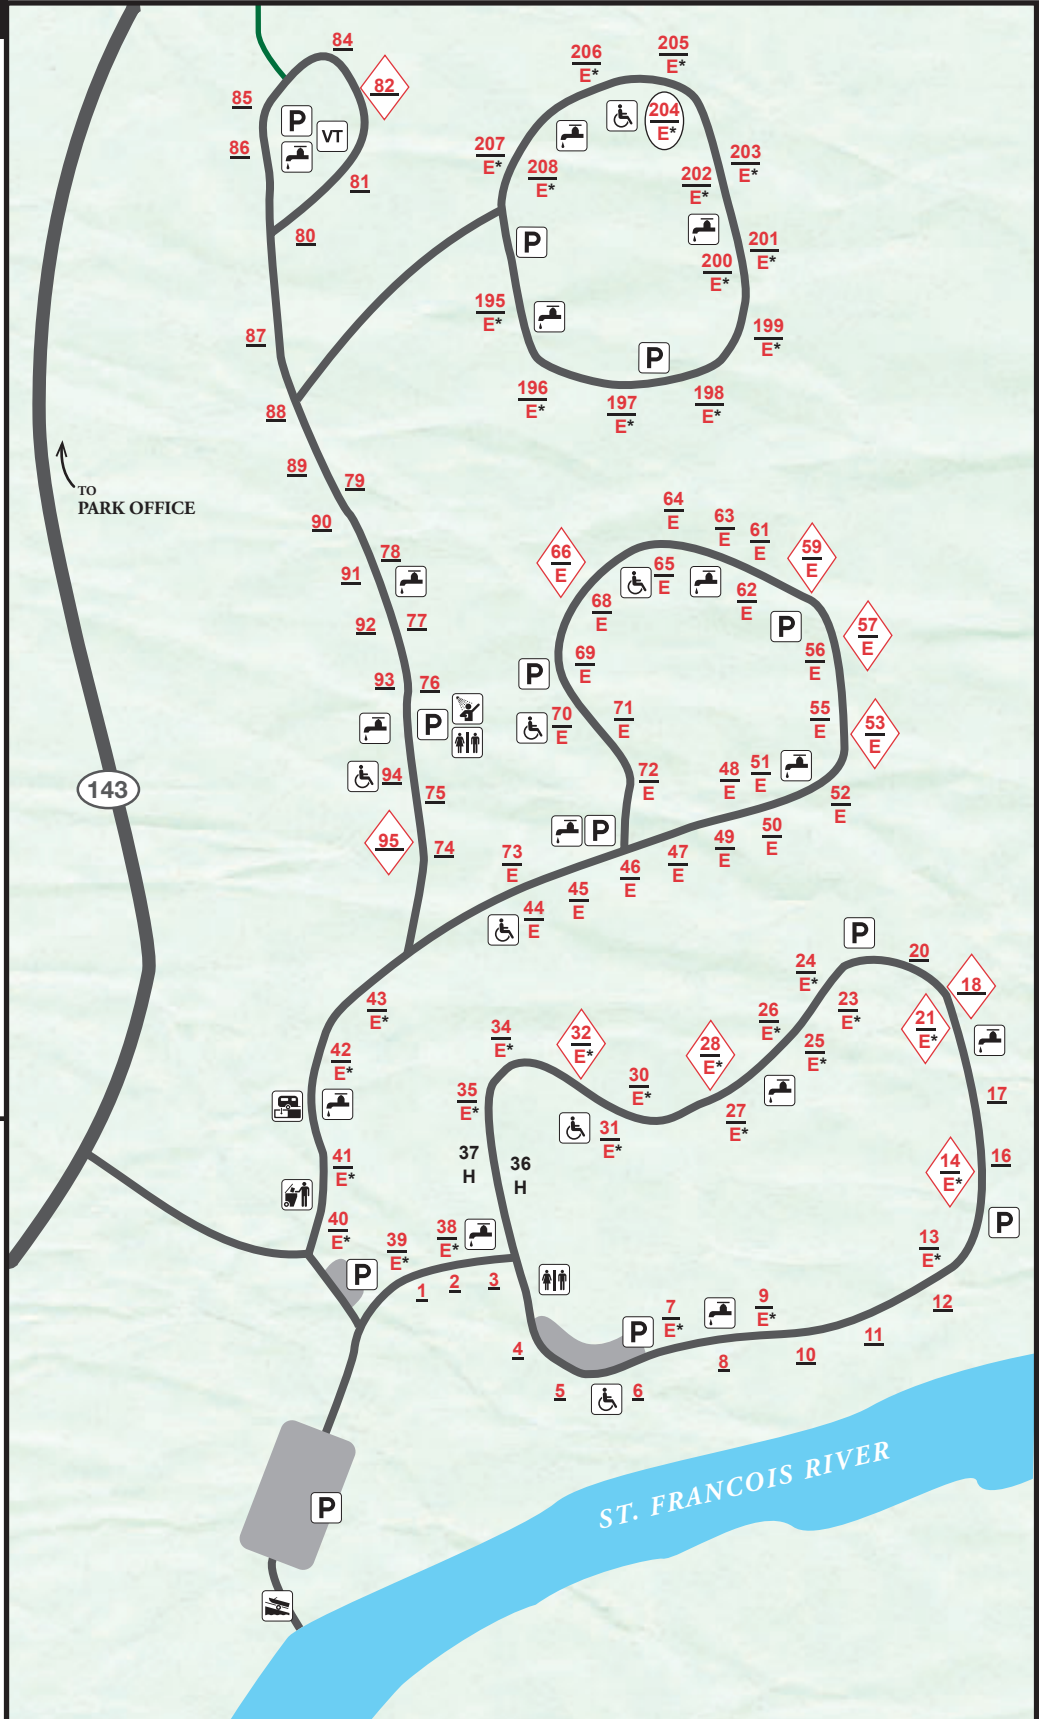 84
82
85
P
VT
86
81
80
87
88
89
79
90
78
91
92
77
93
76
P
94
75
95
74
206
E*
205
E*
204
E*
207
E*
208
E*
203
E*
202
E*
P
201
E*
200
E*
195
E*
199
E*
P
196
E*
197
E*
198
E*
TO
PARK OFFICE
143
64
E
63
E
61
E
59
E
66
E
65
E
62
E
68
E
P
57
E
56
E
69
E
P
70
E
71
E
55
E
53
E
72
E
48
E
51
E
52
E
P
50
E
49
E
47
E
46
E
73
E
45
E
44
E
43
E*
42
E*
41
E*
40
E*
P
39
E*
38
E*
1
2
3
34
E*
32
E*
35
E*
37
H
36
H
30
E*
31
E*
28
E*
27
E*
26
E*
25
E*
24
E*
23
E*
P
20
18
21
E*
17
16
14
E*
P
13
E*
12
11
10
9
E*
8
7
E*
P
6
5
4
P
ST. FRANCOIS RIVER